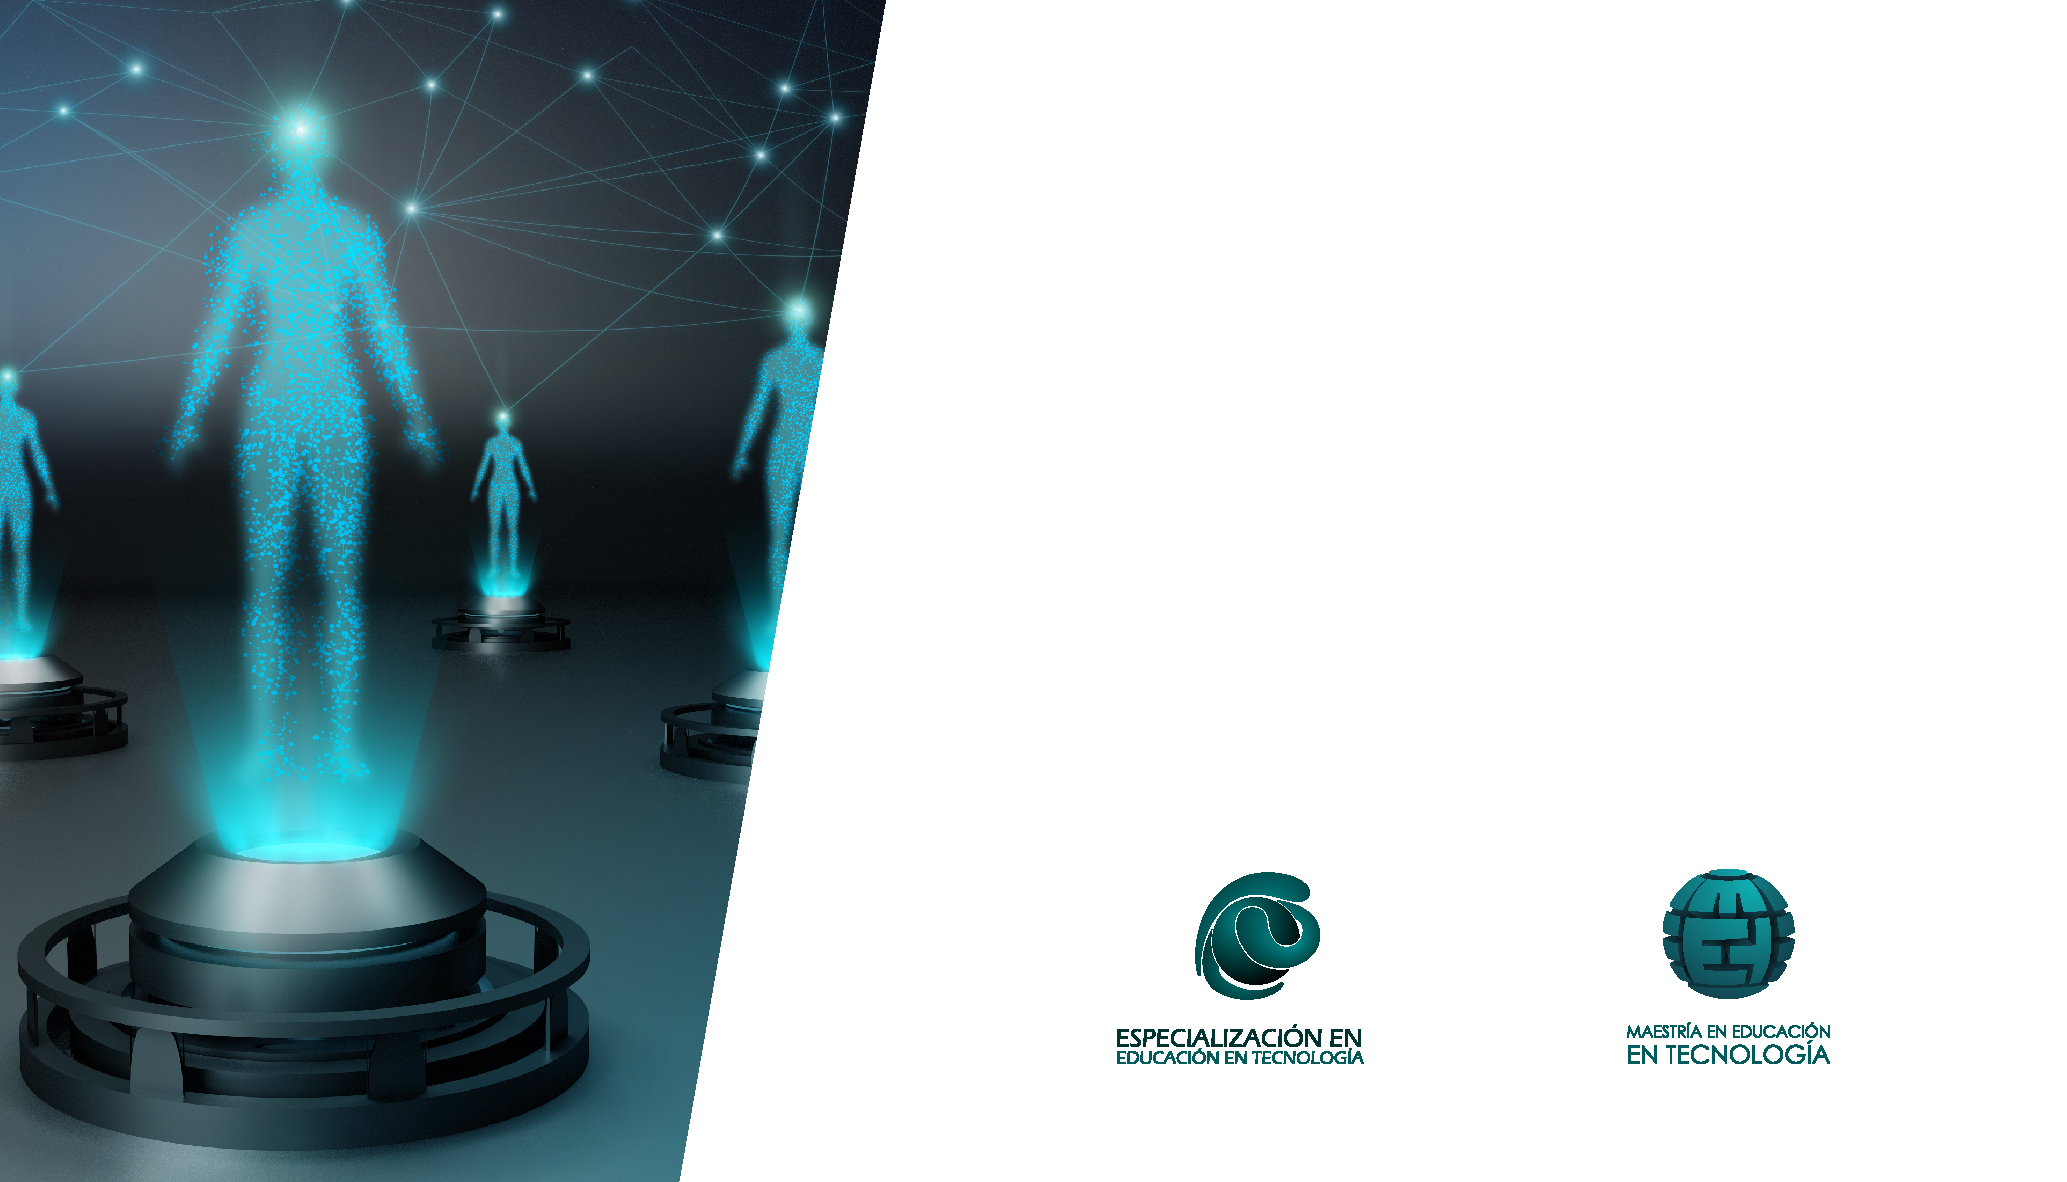 ESPECIALIZACIÓN EN
EDUCACIÓN EN TECNOLOGÍA
MAESTRÍA EN EDUCACIÓN
EN TECNOLOGÍA